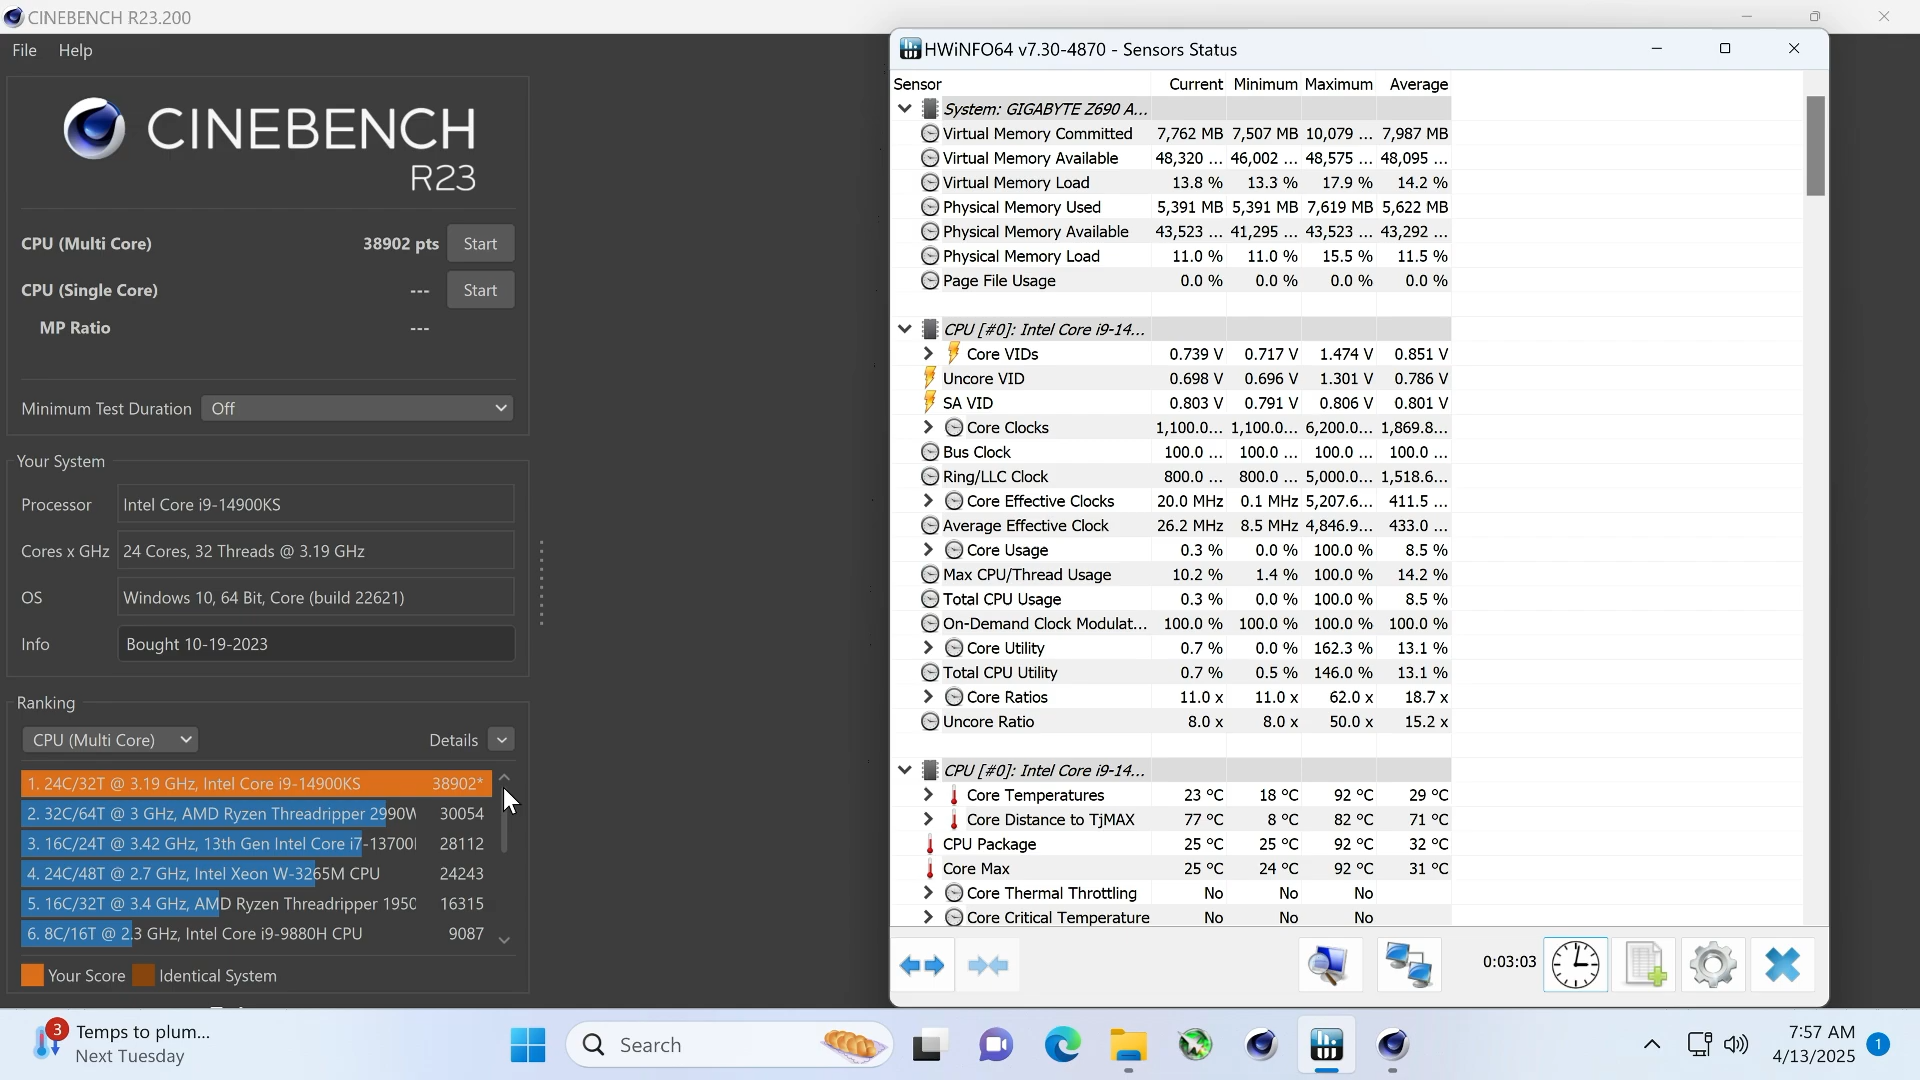 CINEBENCH R23.200
File Help
CINEBENCH
R23
CPU (Multi Core) 38902 pts Start
CPU (Single Core) --- Start
MP Ratio ---
Minimum Test Duration Off
Your System
Processor Intel Core i9-14900KS
Cores x GHz 24 Cores, 32 Threads @ 3.19 GHz
OS Windows 10, 64 Bit, Core (build 22621)
Info Bought 10-19-2023
Ranking
CPU (Multi Core) Details
1. 24C/32T @ 3.19 GHz, Intel Core i9-14900KS 38902*
2. 32C/64T @ 3 GHz, AMD Ryzen Threadripper 2990W 30054
3. 16C/24T @ 3.42 GHz, 13th Gen Intel Core i7-13700 28112
4. 24C/48T @ 2.7 GHz, Intel Xeon W-3265M CPU 24243
5. 16C/32T @ 3.4 GHz, AMD Ryzen Threadripper 1950 16315
6. 8C/16T @ 2.3 GHz, Intel Core i9-9880H CPU 9087
Your Score Identical System
HWiNFO64 v7.30-4870 - Sensors Status
Sensor Current Minimum Maximum Average
System: GIGABYTE Z690 A...
Virtual Memory Committed 7,762 MB 7,507 MB 10,079 ... 7,987 MB
Virtual Memory Available 48,320 ... 46,002 ... 48,575 ... 48,095 ...
Virtual Memory Load 13.8 % 13.3 % 17.9 % 14.2 %
Physical Memory Used 5,391 MB 5,391 MB 7,619 MB 5,622 MB
Physical Memory Available 43,523 ... 41,295 ... 43,523 ... 43,292 ...
Physical Memory Load 11.0 % 11.0 % 15.5 % 11.5 %
Page File Usage 0.0 % 0.0 % 0.0 % 0.0 %
CPU [#0]: Intel Core i9-14...
Core VIDs 0.739 V 0.717 V 1.474 V 0.851 V
Uncore VID 0.698 V 0.696 V 1.301 V 0.786 V
SA VID 0.803 V 0.791 V 0.806 V 0.801 V
Core Clocks 1,100.0... 1,100.0... 6,200.0... 1,869.8...
Bus Clock 100.0 ... 100.0 ... 100.0 ... 100.0 ...
Ring/LLC Clock 800.0 ... 800.0 ... 5,000.0... 1,518.6...
Core Effective Clocks 20.0 MHz 0.1 MHz 5,207.6... 411.5 ...
Average Effective Clock 26.2 MHz 8.5 MHz 4,846.9... 433.0 ...
Core Usage 0.3 % 0.0 % 100.0 % 8.5 %
Max CPU/Thread Usage 10.2 % 1.4 % 100.0 % 14.2 %
Total CPU Usage 0.3 % 0.0 % 100.0 % 8.5 %
On-Demand Clock Modulat... 100.0 % 100.0 % 100.0 % 100.0 %
Core Utility 0.7 % 0.0 % 162.3 % 13.1 %
Total CPU Utility 0.7 % 0.5 % 146.0 % 13.1 %
Core Ratios 11.0 x 11.0 x 62.0 x 18.7 x
Uncore Ratio 8.0 x 8.0 x 50.0 x 15.2 x
CPU [#0]: Intel Core i9-14...
Core Temperatures 23 °C 18 °C 92 °C 29 °C
Core Distance to TjMAX 77 °C 8 °C 82 °C 71 °C
CPU Package 25 °C 25 °C 92 °C 32 °C
Core Max 25 °C 24 °C 92 °C 31 °C
Core Thermal Throttling No No No
Core Critical Temperature No No No
0:03:03
3 Temps to plum...
Next Tuesday
Search
7:57 AM
4/13/2025 1